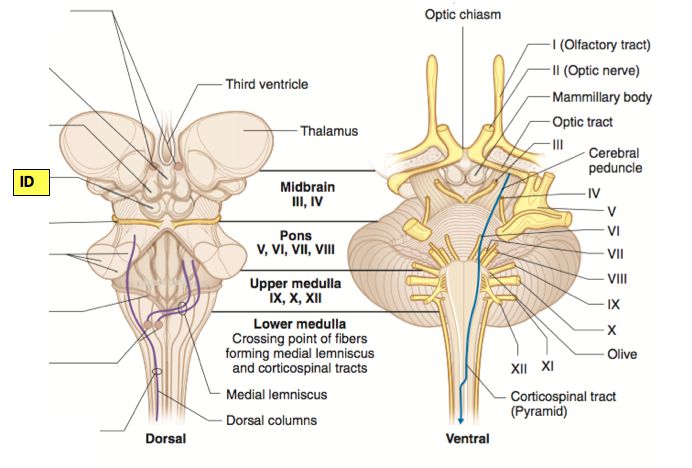 Optic chiasm
I (Olfactory tract)
II (Optic nerve)
Third ventricle
Mammillary body
Thalamus
Optic tract
III
Cerebral
peduncle
ID
Midbrain
III, IV
IV
V
Pons
V, VI, VII, VIII
VI
VII
VIII
Upper medulla
IX, X, XII
IX
X
Lower medulla
Crossing point of fibers
forming medial lemniscus
and corticospinal tracts
Olive
XII
XI
Medial lemniscus
Corticospinal tract
(Pyramid)
Dorsal columns
Dorsal
Ventral